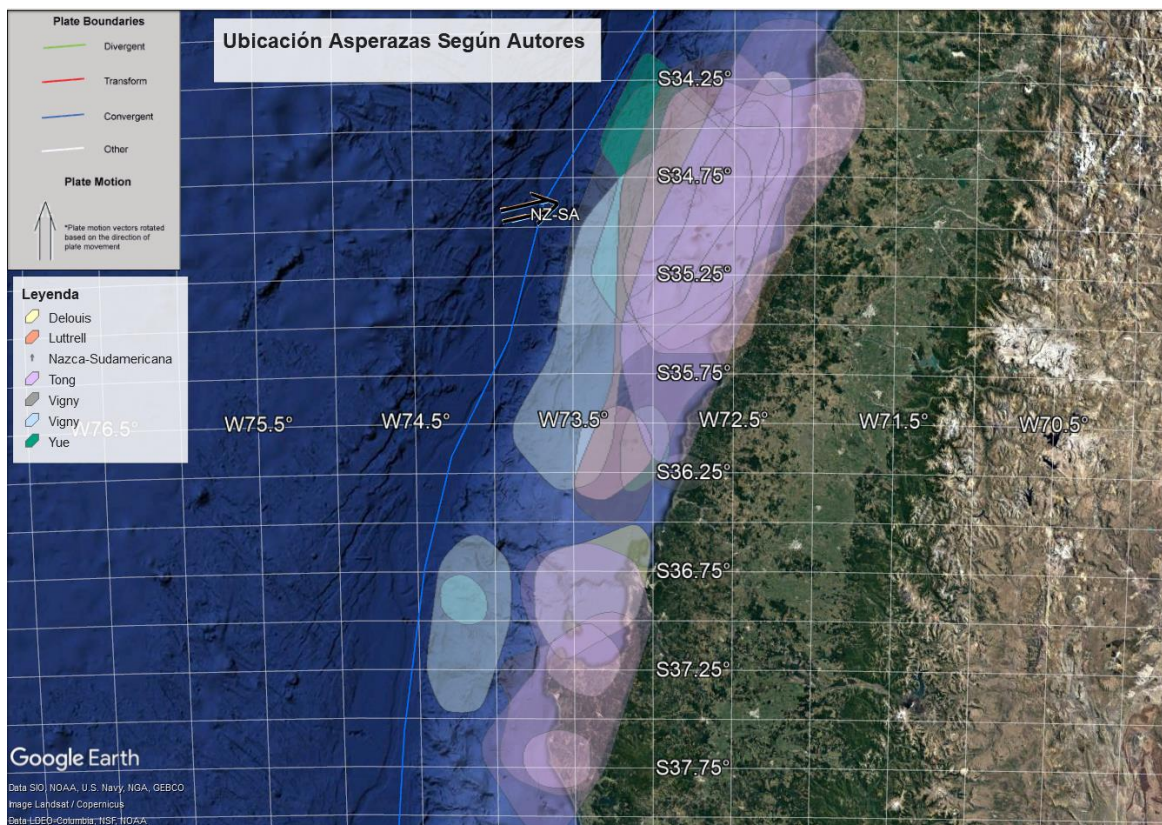 Plate Boundaries
Divergent
Transform
Convergent
Other
Plate Motion
*Plate motion vectors rotated
based on the direction of
plate movement
Ubicación Asperazas Según Autores
Leyenda
Delouis
Luttrell
Nazca-Sudamericana
Tong
Vigny
Vigny
Yue
NZ-SA
S34.25°
S34.75°
S35.25°
S35.75°
W76.5°
W75.5°
W74.5°
W73.5°
W72.5°
W71.5°
W70.5°
S36.25°
S36.75°
S37.25°
S37.75°
Google Earth
Data SIO, NOAA, U.S. Navy, NGA, GEBCO
Image Landsat / Copernicus
Data LDEO-Columbia, NSF, NOAA